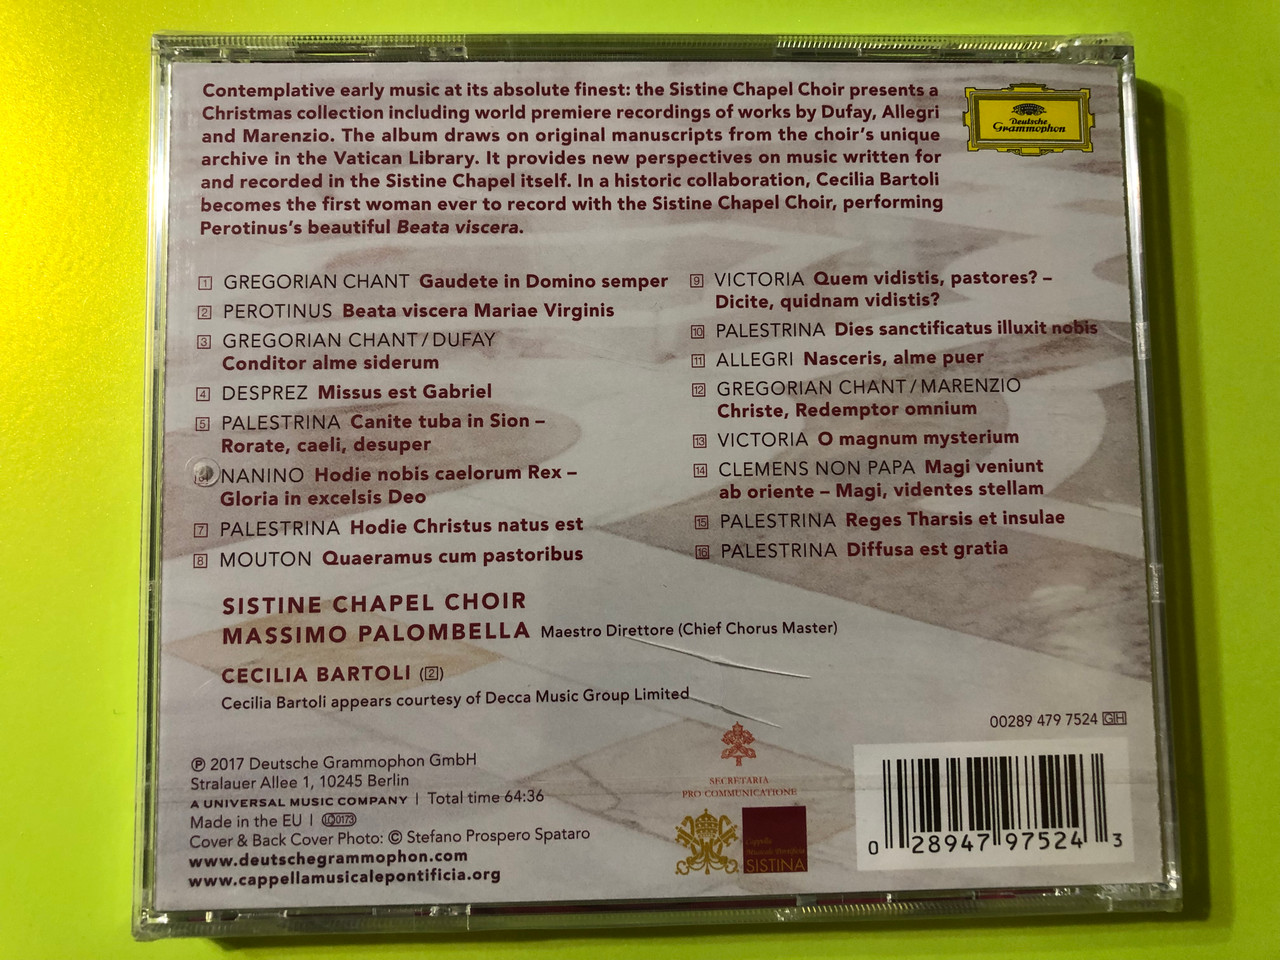 Contemplative early music at its absolute finest: the Sistine Chapel Choir presents a
Christmas collection including world premiere recordings of works by Dufay, Allegri
and Marenzio. The album draws on original manuscripts from the choir's unique
archive in the Vatican Library. It provides new perspectives on music written for
and recorded in the Sistine Chapel itself. In a historic collaboration, Cecilia Bartoli
becomes the first woman ever to record with the Sistine Chapel Choir, performing
Perotinus's beautiful Beata viscera.
Deutsche
Grammophon
1 GREGORIAN CHANT Gaudete in Domino semper
2 PEROTINUS Beata viscera Mariae Virginis
3 GREGORIAN CHANT / DUFAY
Conditor alme siderum
4 DESPREZ Missus est Gabriel
5 PALESTRINA Canite tuba in Sion –
Rorate, caeli, desuper
6 NANINO Hodie nobis caelorum Rex –
Gloria in excelsis Deo
7 PALESTRINA Hodie Christus natus est
8 MOUTON Quaeramus cum pastoribus
9 VICTORIA Quem vidistis, pastores? –
Dicite, quidnam vidistis?
10 PALESTRINA Dies sanctificatus illuxit nobis
11 ALLEGRI Nasceris, alme puer
12 GREGORIAN CHANT / MARENZIO
Christe, Redemptor omnium
13 VICTORIA O magnum mysterium
14 CLEMENS NON PAPA Magi veniunt
ab oriente – Magi, videntes stellam
15 PALESTRINA Reges Tharsis et insulae
16 PALESTRINA Diffusa est gratia
SISTINE CHAPEL CHOIR
MASSIMO PALOMBELLA Maestro Direttore (Chief Chorus Master)
CECILIA BARTOLI (2)
Cecilia Bartoli appears courtesy of Decca Music Group Limited
00289 479 7524 GH
℗ 2017 Deutsche Grammophon GmbH
Stralauer Allee 1, 10245 Berlin
A UNIVERSAL MUSIC COMPANY | Total time 64:36
Made in the EU | LC0173
Cover & Back Cover Photo: © Stefano Prospero Spataro
www.deutschegrammophon.com
www.cappellamusicalepontificia.org
SECRETARIA
PRO COMMUNICATIONE
Cappella
Musicale Pontificia
SISTINA
0 28947 97524 3